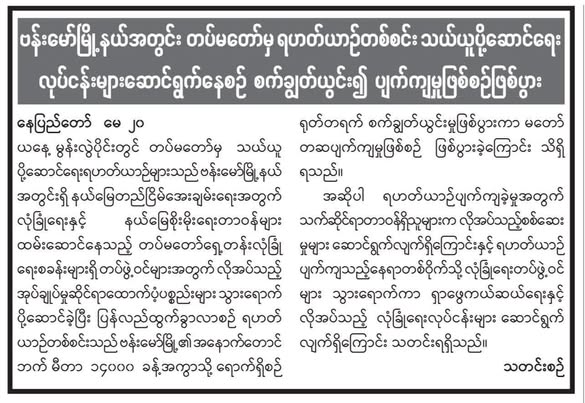 ဗန်းမော်မြို့နယ်အတွင်း တပ်မတော်မှ ရဟတ်ယာဉ်တစ်စင်း သယ်ယူပို့ဆောင်ရေး
လုပ်ငန်းများဆောင်ရွက်နေစဉ် စက်ချွတ်ယွင်း၍ ပျက်ကျမှုဖြစ်စဉ်ဖြစ်ပွား
နေပြည်တော် မေ ၂၀
ယနေ့ မွန်းလွဲပိုင်းတွင် တပ်မတော်မှ သယ်ယူ
ပို့ဆောင်ရေးရဟတ်ယာဉ်များသည် ဗန်းမော်မြို့နယ်
အတွင်းရှိ နယ်မြေတည်ငြိမ်အေးချမ်းရေးအတွက်
လုံခြုံရေးနှင့် နယ်မြေစိုးမိုးရေးတာဝန်များ
ထမ်းဆောင်နေသည့် တပ်မတော်ရှေ့တန်းလုံခြုံ
ရေးစခန်းများရှိ တပ်ဖွဲ့ဝင်များအတွက် လိုအပ်သည့်
အုပ်ချုပ်မှုဆိုင်ရာထောက်ပံ့ပစ္စည်းများ သွားရောက်
ပို့ဆောင်ခဲ့ပြီး ပြန်လည်ထွက်ခွာလာစဉ် ရဟတ်
ယာဉ်တစ်စင်းသည် ဗန်းမော်မြို့၏အနောက်တောင်
ဘက် မီတာ ၁၄၀၀၀ ခန့်အကွာသို့ ရောက်ရှိစဉ်
ရုတ်တရက် စက်ချွတ်ယွင်းမှုဖြစ်ပွားကာ မတော်
တဆပျက်ကျမှုဖြစ်စဉ် ဖြစ်ပွားခဲ့ကြောင်း သိရှိ
ရသည်။
အဆိုပါ ရဟတ်ယာဉ်ပျက်ကျခဲ့မှုအတွက်
သက်ဆိုင်ရာတာဝန်ရှိသူများက လိုအပ်သည့်စစ်ဆေး
မှုများ ဆောင်ရွက်လျက်ရှိကြောင်းနှင့် ရဟတ်ယာဉ်
ပျက်ကျသည့်နေရာတစ်ဝိုက်သို့ လုံခြုံရေးတပ်ဖွဲ့ဝင်
များ သွားရောက်ကာ ရှာဖွေကယ်ဆယ်ရေးနှင့်
လိုအပ်သည့် လုံခြုံရေးလုပ်ငန်းများ ဆောင်ရွက်
လျက်ရှိကြောင်း သတင်းရရှိသည်။
သတင်းစဉ်